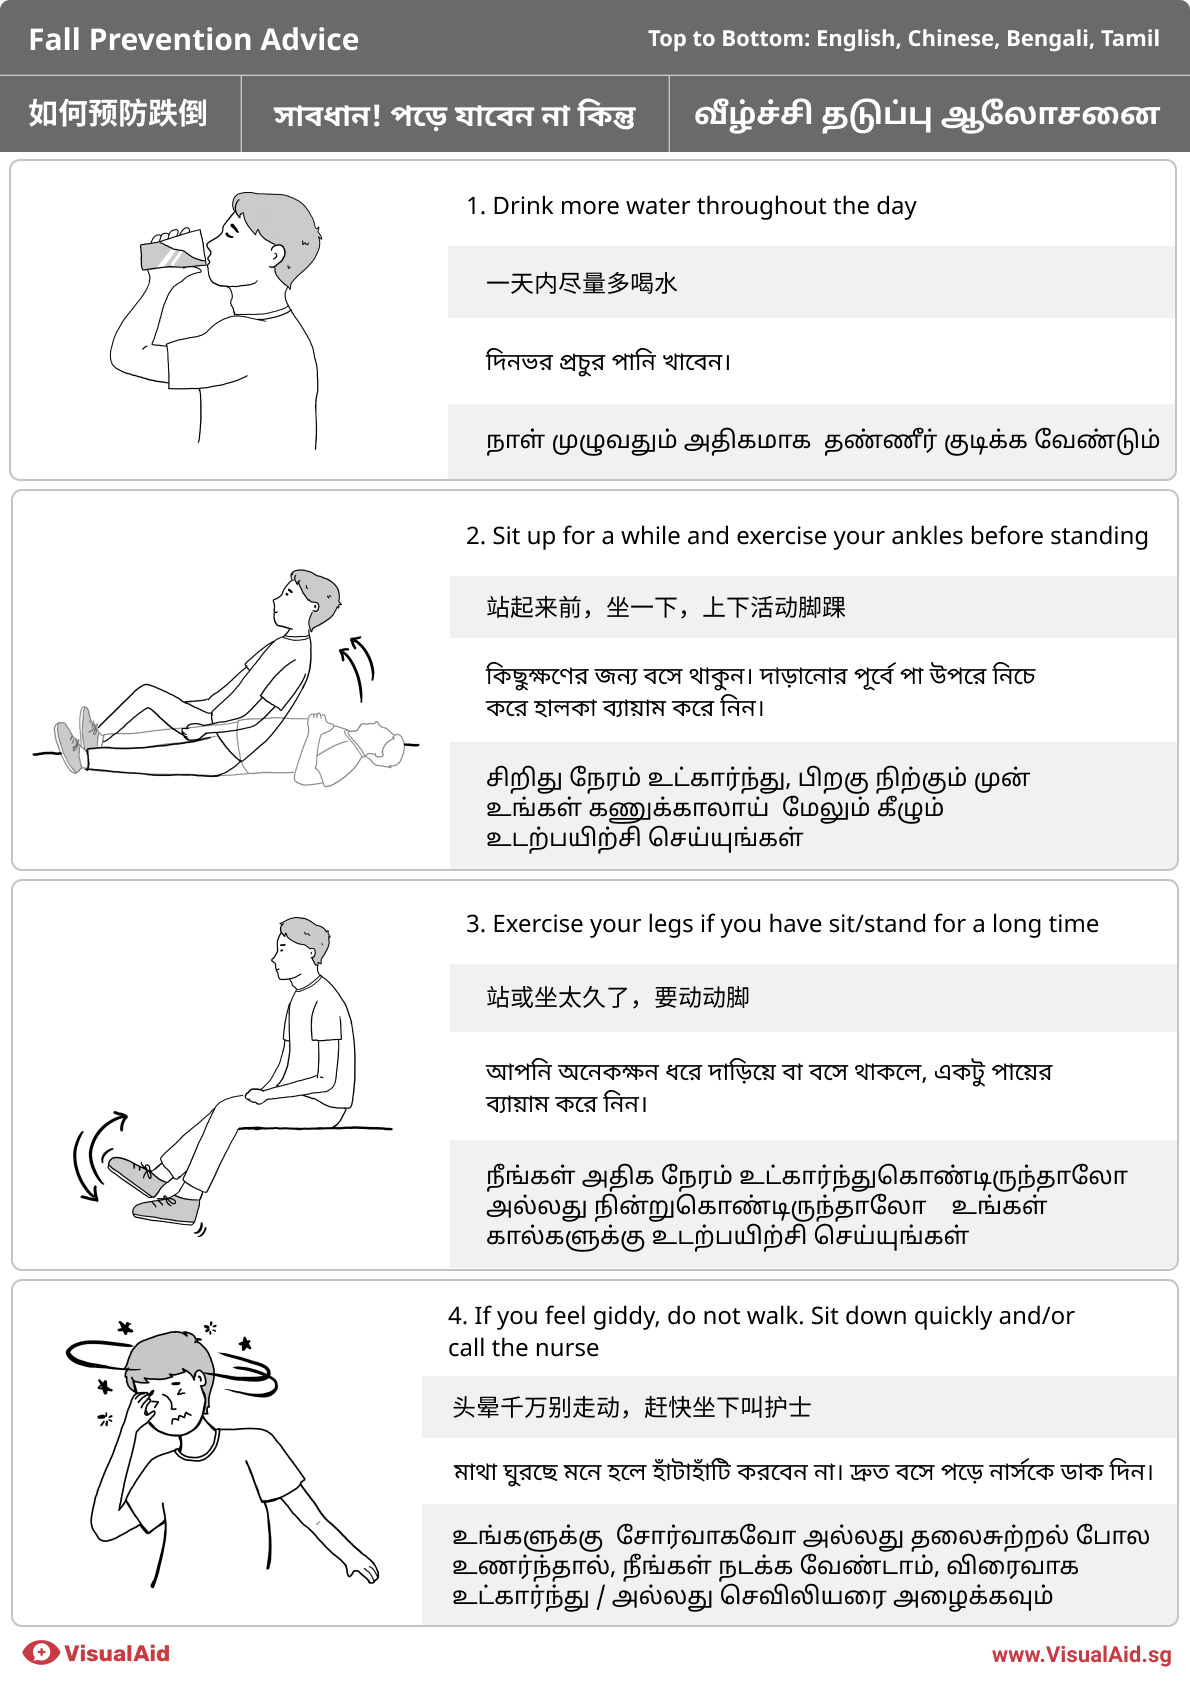 Fall Prevention Advice
Top to Bottom: English, Chinese, Bengali, Tamil
如何预防跌倒
সাবধান! পড়ে যাবেন না কিন্তু
வீழ்ச்சி தடுப்பு ஆலோசனை
1. Drink more water throughout the day
一天内尽量多喝水
দিনভর প্রচুর পানি খাবেন।
நாள் முழுவதும் அதிகமாக தண்ணீர் குடிக்க வேண்டும்
2. Sit up for a while and exercise your ankles before standing
站起来前，坐一下，上下活动脚踝
কিছুক্ষণের জন্য বসে থাকুন। দাড়ানোর পূর্বে পা উপরে নিচে
করে হালকা ব্যায়াম করে নিন।
சிறிது நேரம் உட்கார்ந்து, பிறகு நிற்கும் முன்
உங்கள் கணுக்காலாய் மேலும் கீழும்
உடற்பயிற்சி செய்யுங்கள்
3. Exercise your legs if you have sit/stand for a long time
站或坐太久了，要动动脚
আপনি অনেকক্ষন ধরে দাড়িয়ে বা বসে থাকলে, একটু পায়ের
ব্যায়াম করে নিন।
நீங்கள் அதிக நேரம் உட்கார்ந்துகொண்டிருந்தாலோ
அல்லது நின்றுகொண்டிருந்தாலோ உங்கள்
கால்களுக்கு உடற்பயிற்சி செய்யுங்கள்
4. If you feel giddy, do not walk. Sit down quickly and/or
call the nurse
头晕千万别走动，赶快坐下叫护士
মাথা ঘুরছে মনে হলে হাঁটাহাঁটি করবেন না। দ্রুত বসে পড়ে নার্সকে ডাক দিন।
உங்களுக்கு சோர்வாகவோ அல்லது தலைசுற்றல் போல
உணர்ந்தால், நீங்கள் நடக்க வேண்டாம், விரைவாக
உட்கார்ந்து / அல்லது செவிலியரை அழைக்கவும்
VisualAid
www.VisualAid.sg